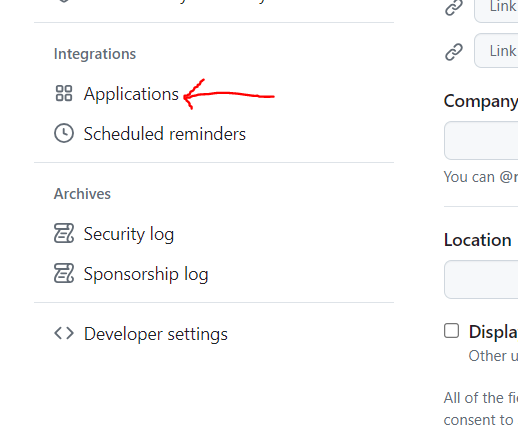 Integrations
Applications
Scheduled reminders
Archives
Security log
Sponsorship log
Developer settings
Link
Link
Company
You can @
Location
Displa
Other u
All of the fi
consent to